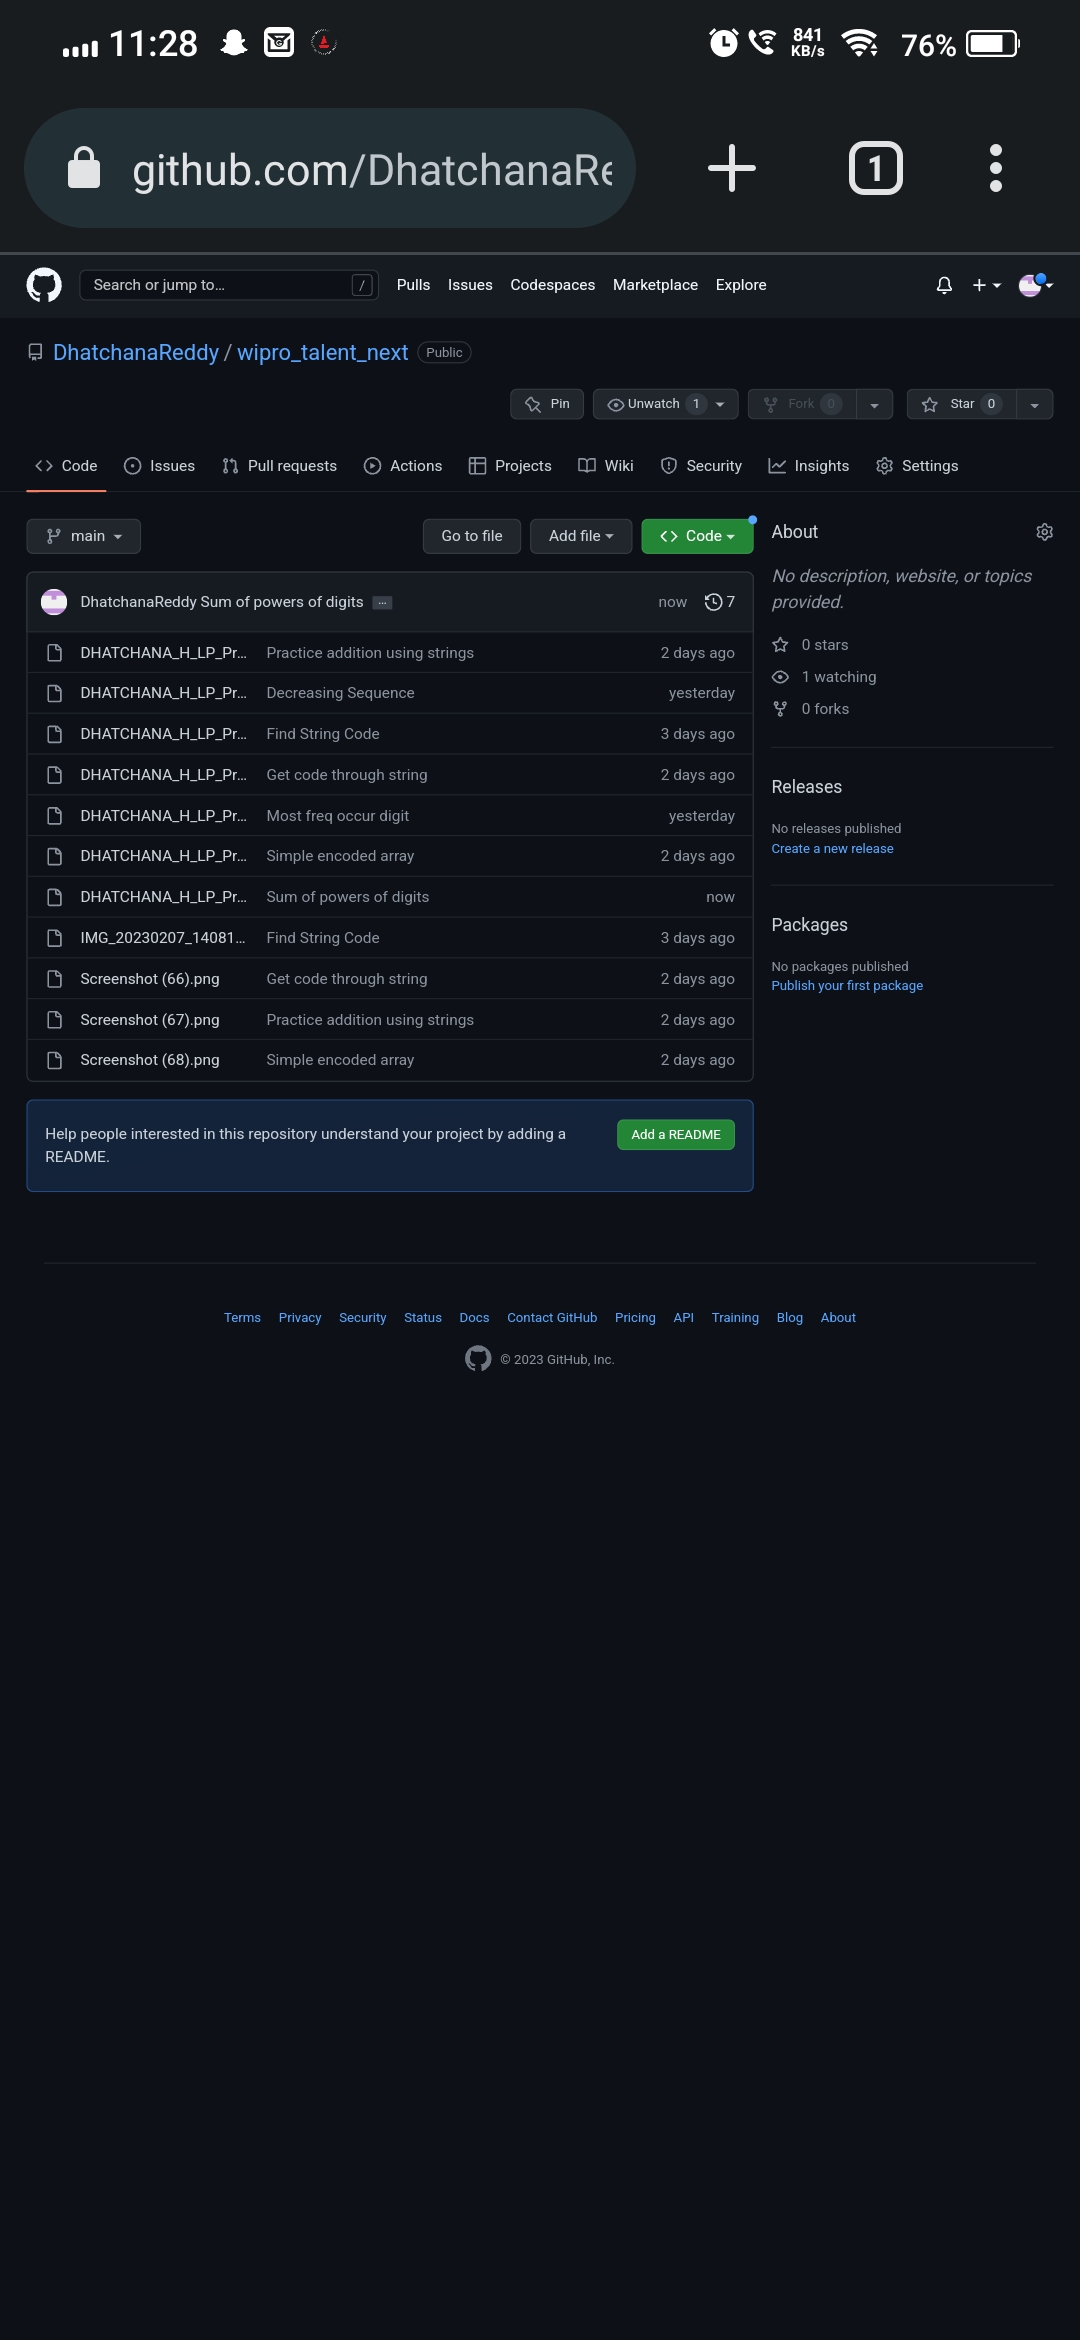 11:28 841 KB/s 76%
github.com/DhatchanaRe
1
Search or jump to... / Pulls Issues Codespaces Marketplace Explore
DhatchanaReddy / wipro_talent_next Public
Pin Unwatch 1 Fork 0 Star 0
Code Issues Pull requests Actions Projects Wiki Security Insights Settings
main Go to file Add file Code
DhatchanaReddy Sum of powers of digits ... now 7
DHATCHANA_H_LP_Pr... Practice addition using strings 2 days ago
DHATCHANA_H_LP_Pr... Decreasing Sequence yesterday
DHATCHANA_H_LP_Pr... Find String Code 3 days ago
DHATCHANA_H_LP_Pr... Get code through string 2 days ago
DHATCHANA_H_LP_Pr... Most freq occur digit yesterday
DHATCHANA_H_LP_Pr... Simple encoded array 2 days ago
DHATCHANA_H_LP_Pr... Sum of powers of digits now
IMG_20230207_14081... Find String Code 3 days ago
Screenshot (66).png Get code through string 2 days ago
Screenshot (67).png Practice addition using strings 2 days ago
Screenshot (68).png Simple encoded array 2 days ago
Help people interested in this repository understand your project by adding a
README.
Add a README
About
No description, website, or topics
provided.
0 stars
1 watching
0 forks
Releases
No releases published
Create a new release
Packages
No packages published
Publish your first package
Terms Privacy Security Status Docs Contact GitHub Pricing API Training Blog About
© 2023 GitHub, Inc.